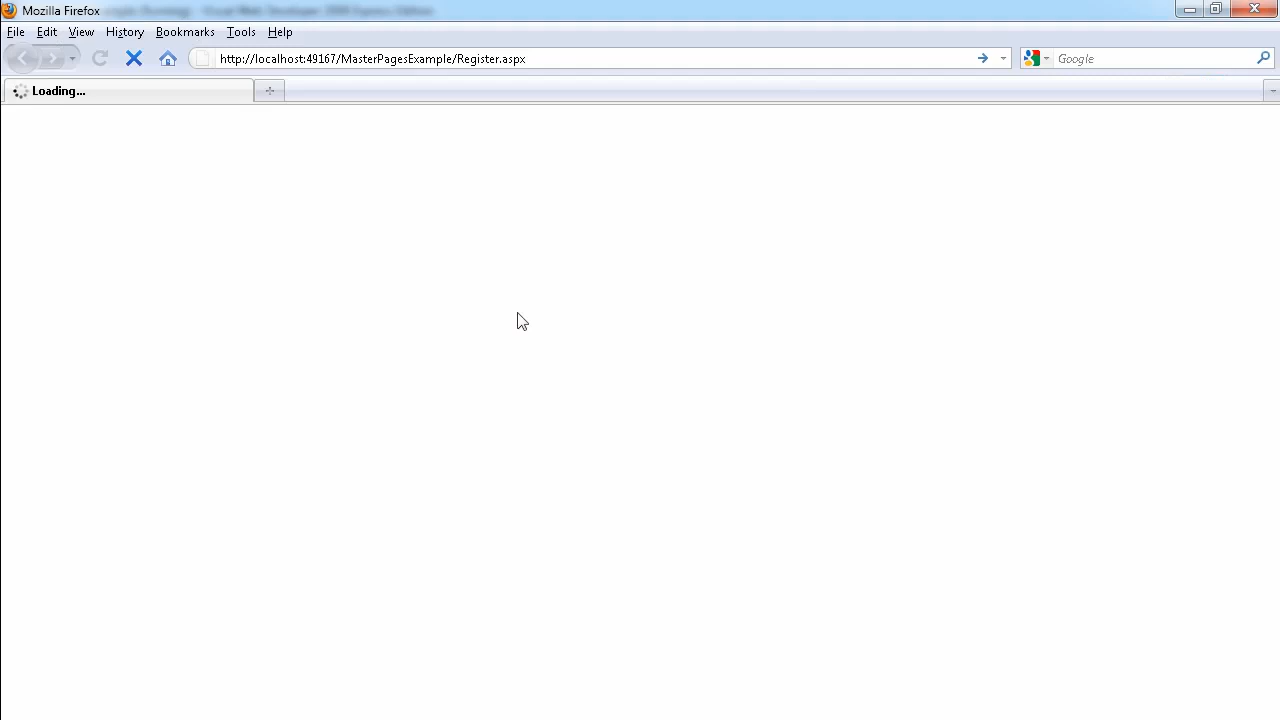 Mozilla Firefox
File Edit View History Bookmarks Tools Help
http://localhost:49167/MasterPagesExample/Register.aspx
Google
Loading...